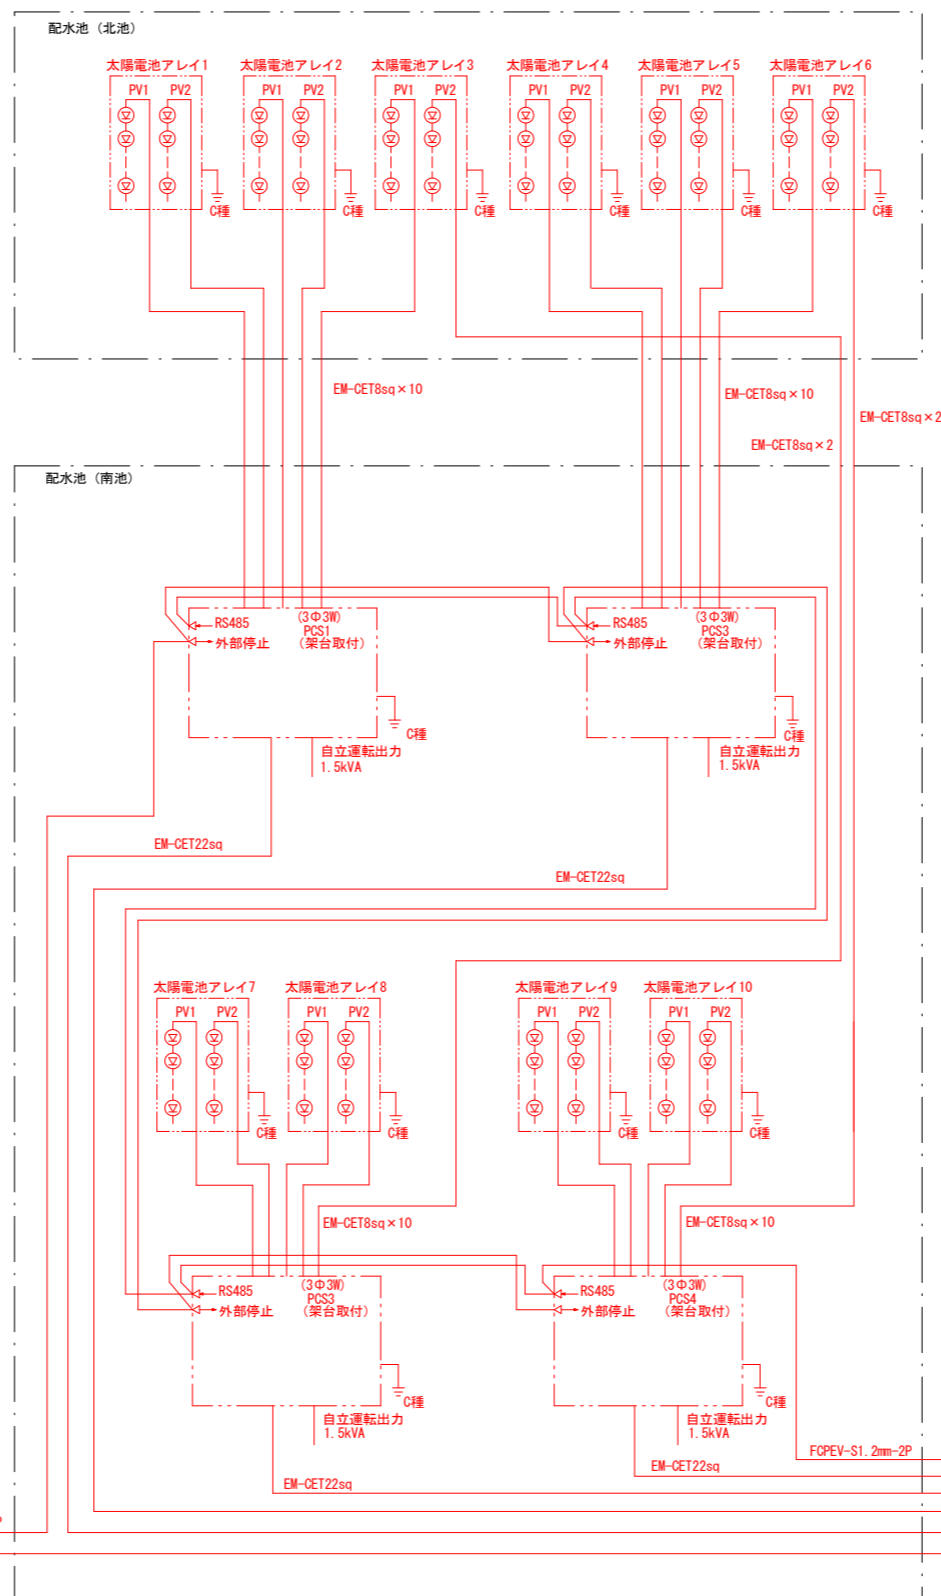 配水池（北池）
太陽電池アレイ1
太陽電池アレイ2
太陽電池アレイ3
太陽電池アレイ4
太陽電池アレイ5
太陽電池アレイ6
PV1 PV2
PV1 PV2
PV1 PV2
PV1 PV2
PV1 PV2
PV1 PV2
C種
C種
C種
C種
C種
C種
EM-CET8sq×10
EM-CET8sq×10
EM-CET8sq×2
EM-CET8sq×2
配水池（南池）
RS485
外部停止
(3Φ3W)
PCS1
（架台取付）
C種
自立運転出力
1.5kVA
RS485
外部停止
(3Φ3W)
PCS3
（架台取付）
C種
自立運転出力
1.5kVA
EM-CET22sq
EM-CET22sq
太陽電池アレイ7
太陽電池アレイ8
太陽電池アレイ9
太陽電池アレイ10
PV1 PV2
PV1 PV2
PV1 PV2
PV1 PV2
C種
C種
C種
C種
EM-CET8sq×10
EM-CET8sq×10
RS485
外部停止
(3Φ3W)
PCS3
（架台取付）
C種
自立運転出力
1.5kVA
RS485
外部停止
(3Φ3W)
PCS4
（架台取付）
C種
自立運転出力
1.5kVA
FCPEV-S1.2mm-2P
EM-CET22sq
EM-CET22sq